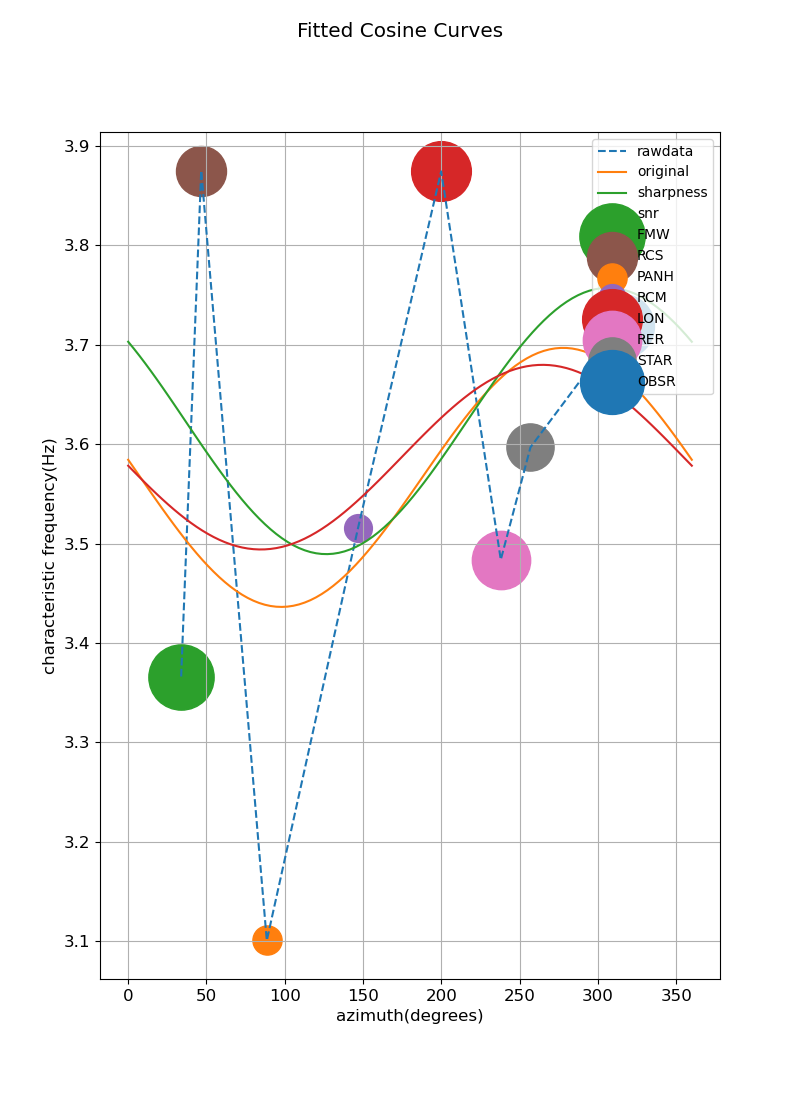 Fitted Cosine Curves
3.9
3.8
3.7
3.6
3.5
3.4
3.3
3.2
3.1
characteristic frequency(Hz)
rawdata
original
sharpness
snr
FMW
RCS
PANH
RCM
LON
RER
STAR
OBSR
0 50 100 150 200 250 300 350
azimuth(degrees)